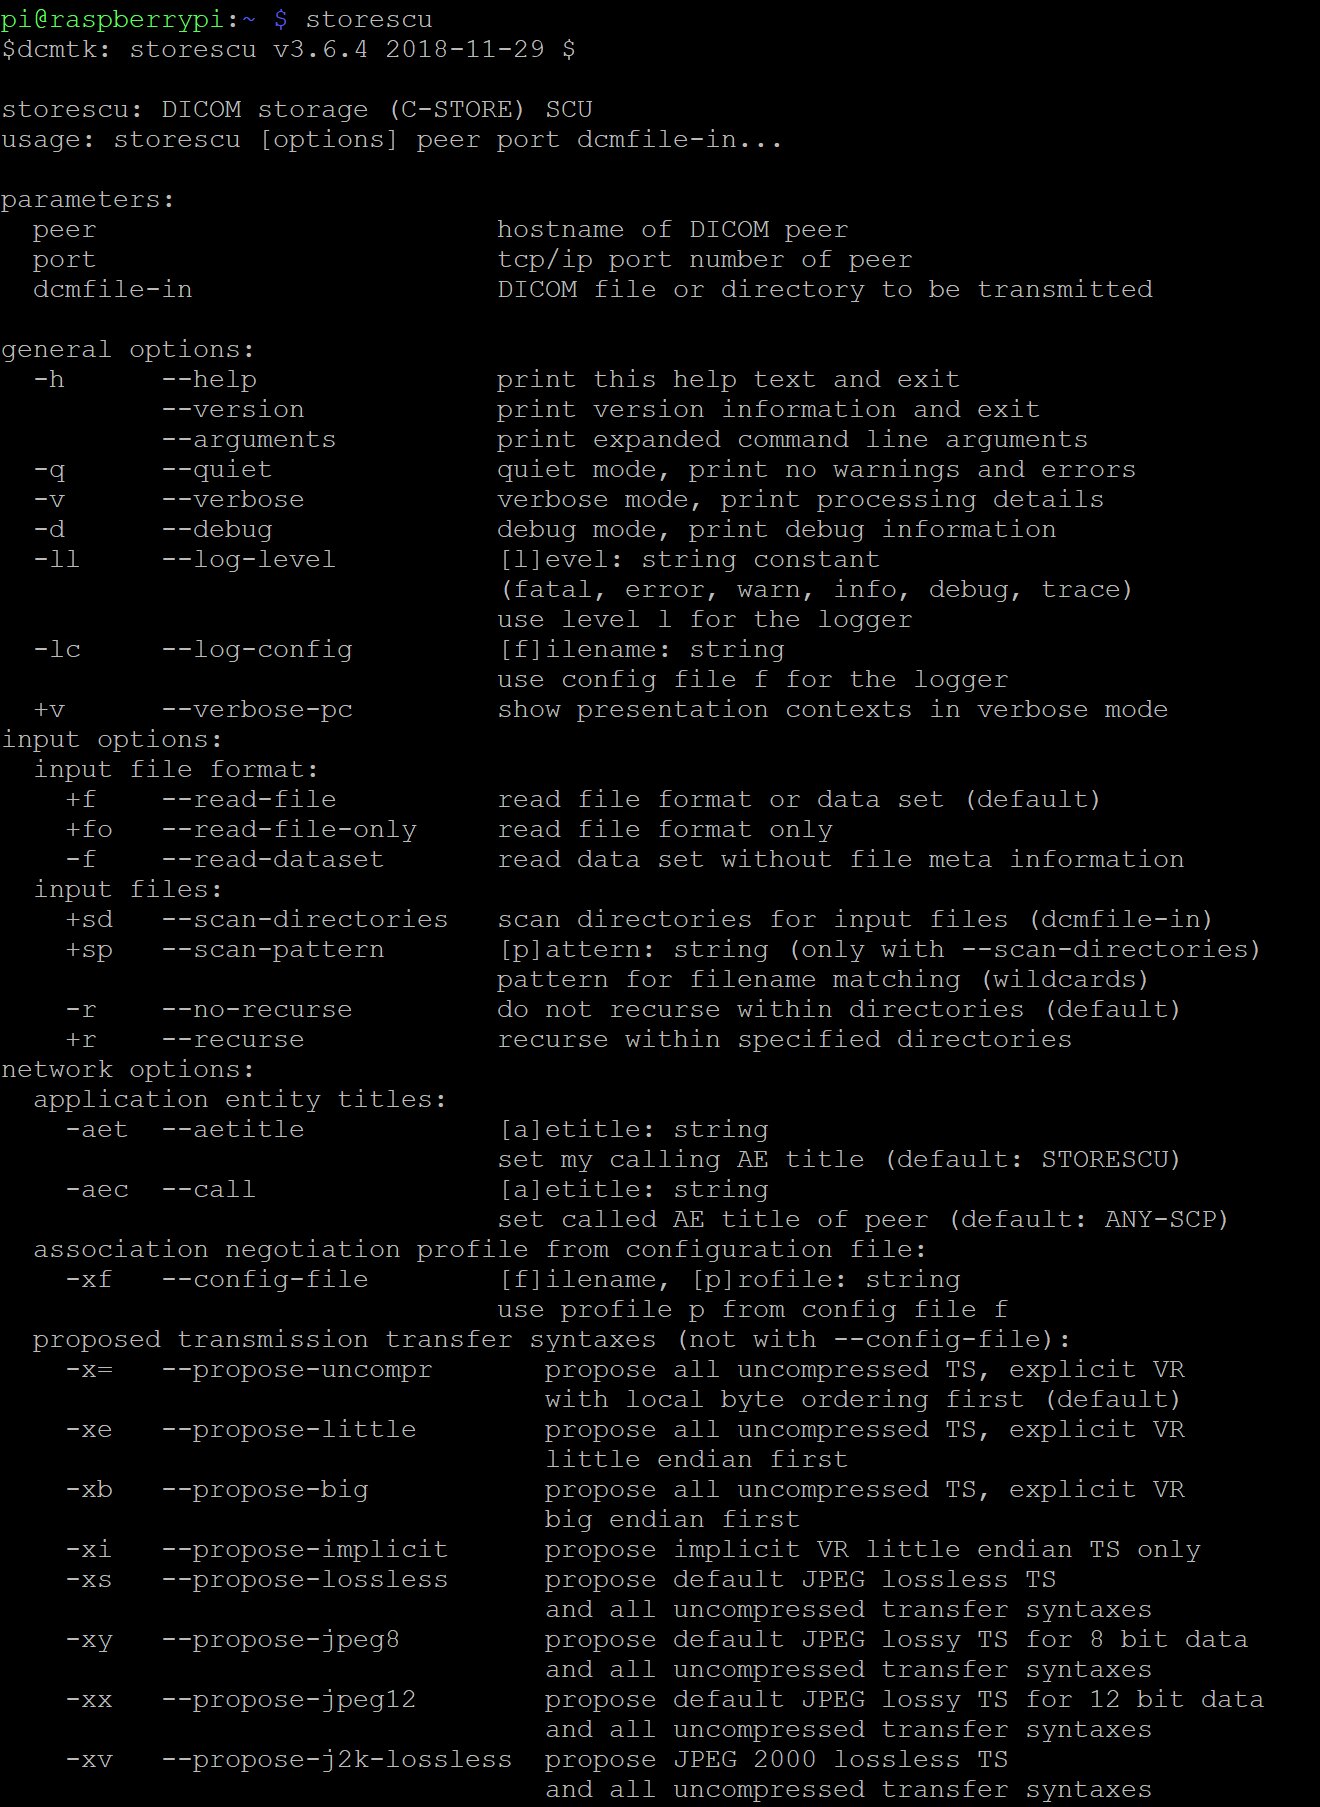 pi@raspberrypi:~ $ storescu
$dcmtk: storescu v3.6.4 2018-11-29 $

storescu: DICOM storage (C-STORE) SCU
usage: storescu [options] peer port dcmfile-in...

parameters:
  peer                         hostname of DICOM peer
  port                         tcp/ip port number of peer
  dcmfile-in                   DICOM file or directory to be transmitted

general options:
  -h      --help               print this help text and exit
          --version            print version information and exit
          --arguments          print expanded command line arguments
  -q      --quiet              quiet mode, print no warnings and errors
  -v      --verbose            verbose mode, print processing details
  -d      --debug              debug mode, print debug information
  -ll     --log-level          [l]evel: string constant
                               (fatal, error, warn, info, debug, trace)
                               use level l for the logger
  -lc     --log-config         [f]ilename: string
                               use config file f for the logger
  +v      --verbose-pc         show presentation contexts in verbose mode
input options:
  input file format:
    +f    --read-file          read file format or data set (default)
    +fo   --read-file-only     read file format only
    -f    --read-dataset       read data set without file meta information
  input files:
    +sd   --scan-directories   scan directories for input files (dcmfile-in)
    +sp   --scan-pattern       [p]attern: string (only with --scan-directories)
                               pattern for filename matching (wildcards)
    -r    --no-recurse         do not recurse within directories (default)
    +r    --recurse            recurse within specified directories
network options:
  application entity titles:
    -aet  --aetitle            [a]etitle: string
                               set my calling AE title (default: STORESCU)
    -aec  --call               [a]etitle: string
                               set called AE title of peer (default: ANY-SCP)
  association negotiation profile from configuration file:
    -xf   --config-file        [f]ilename, [p]rofile: string
                               use profile p from config file f
  proposed transmission transfer syntaxes (not with --config-file):
    -x=   --propose-uncompr       propose all uncompressed TS, explicit VR
                                  with local byte ordering first (default)
    -xe   --propose-little        propose all uncompressed TS, explicit VR
                                  little endian first
    -xb   --propose-big           propose all uncompressed TS, explicit VR
                                  big endian first
    -xi   --propose-implicit      propose implicit VR little endian TS only
    -xs   --propose-lossless      propose default JPEG lossless TS
                                  and all uncompressed transfer syntaxes
    -xy   --propose-jpeg8         propose default JPEG lossy TS for 8 bit data
                                  and all uncompressed transfer syntaxes
    -xx   --propose-jpeg12        propose default JPEG lossy TS for 12 bit data
                                  and all uncompressed transfer syntaxes
    -xv   --propose-j2k-lossless  propose JPEG 2000 lossless TS
                                  and all uncompressed transfer syntaxes